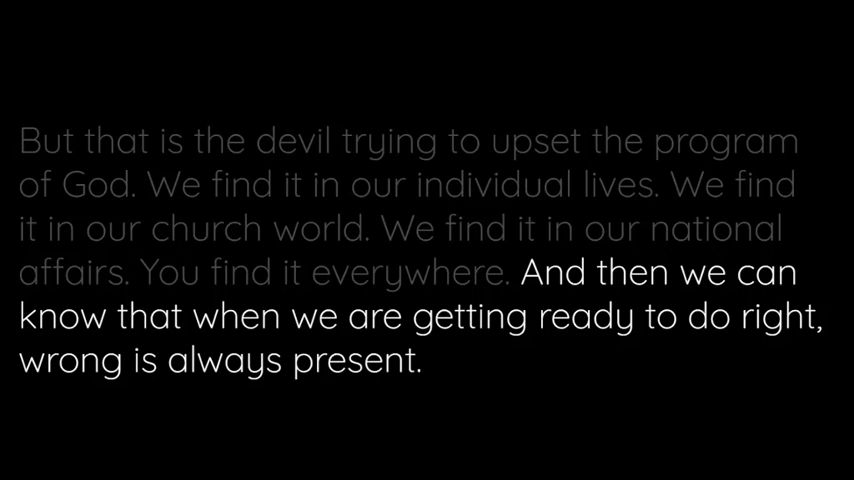 But that is the devil trying to upset the program
of God. We find it in our individual lives. We find
it in our church world. We find it in our national
affairs. You find it everywhere. And then we can
know that when we are getting ready to do right,
wrong is always present.